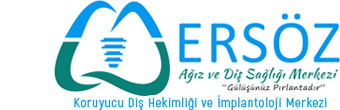 ERSÖZ
Ağız ve Diş Sağlığı Merkezi
"Gülüşünüz Pırlantadır"
Koruyucu Diş Hekimliği ve İmplantoloji Merkezi